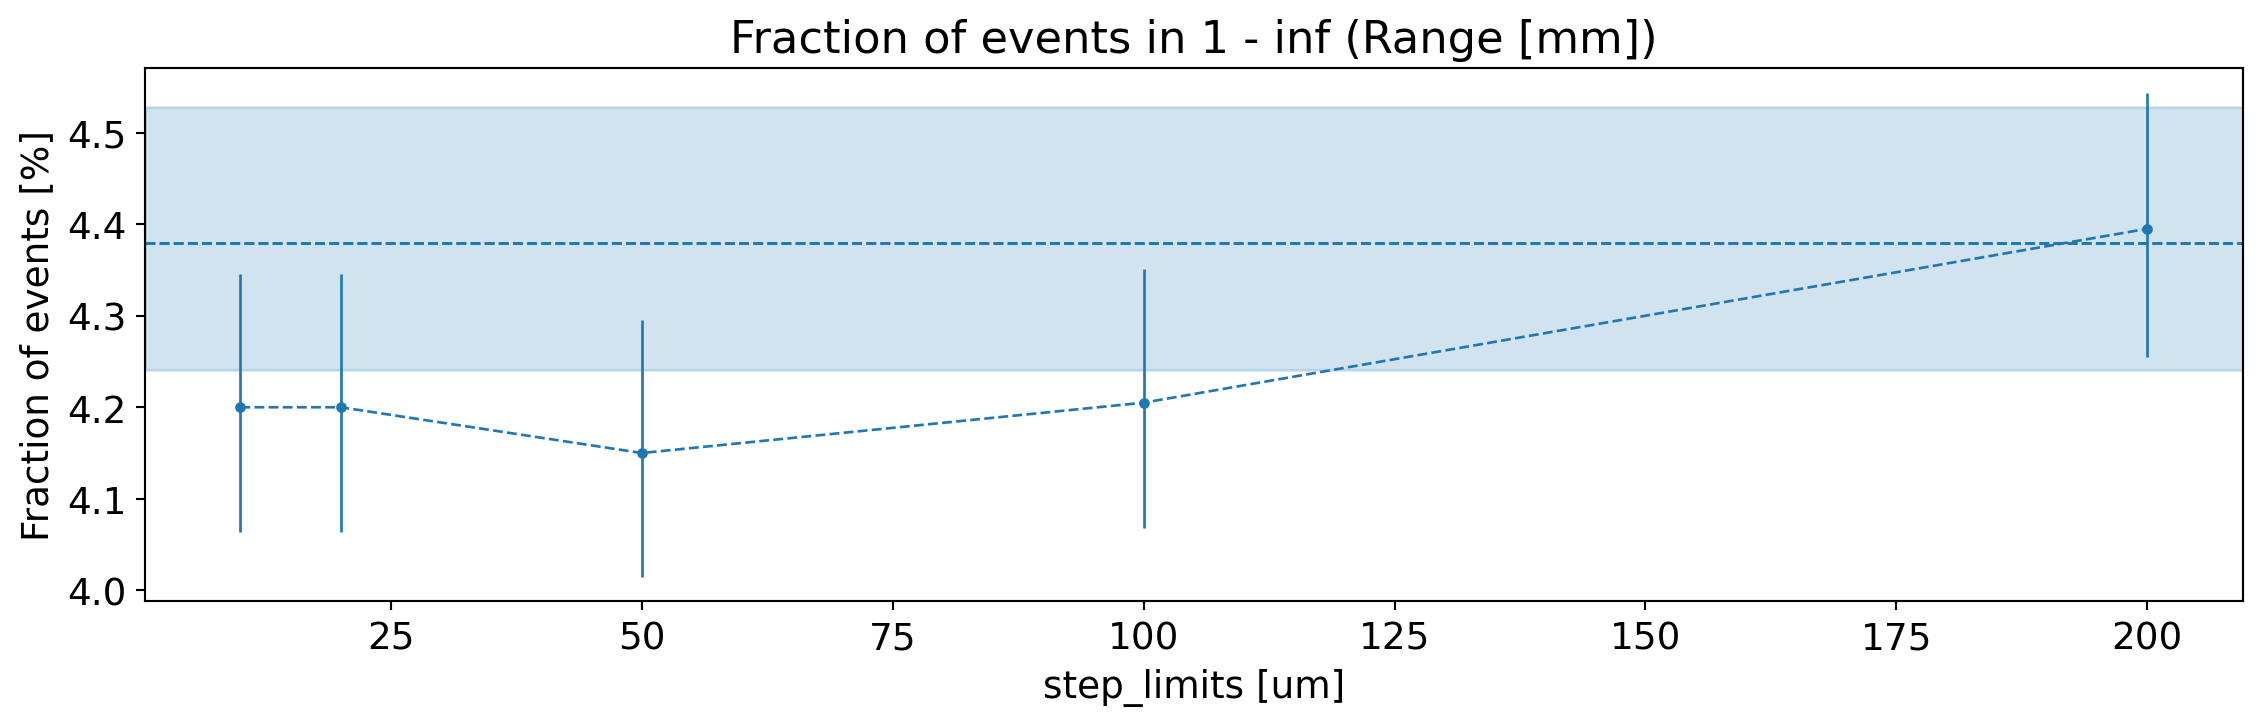 Fraction of events in 1 - inf (Range [mm])
Fraction of events [%]
4.5
4.4
4.3
4.2
4.1
4.0
25 50 75 100 125 150 175 200
step_limits [um]